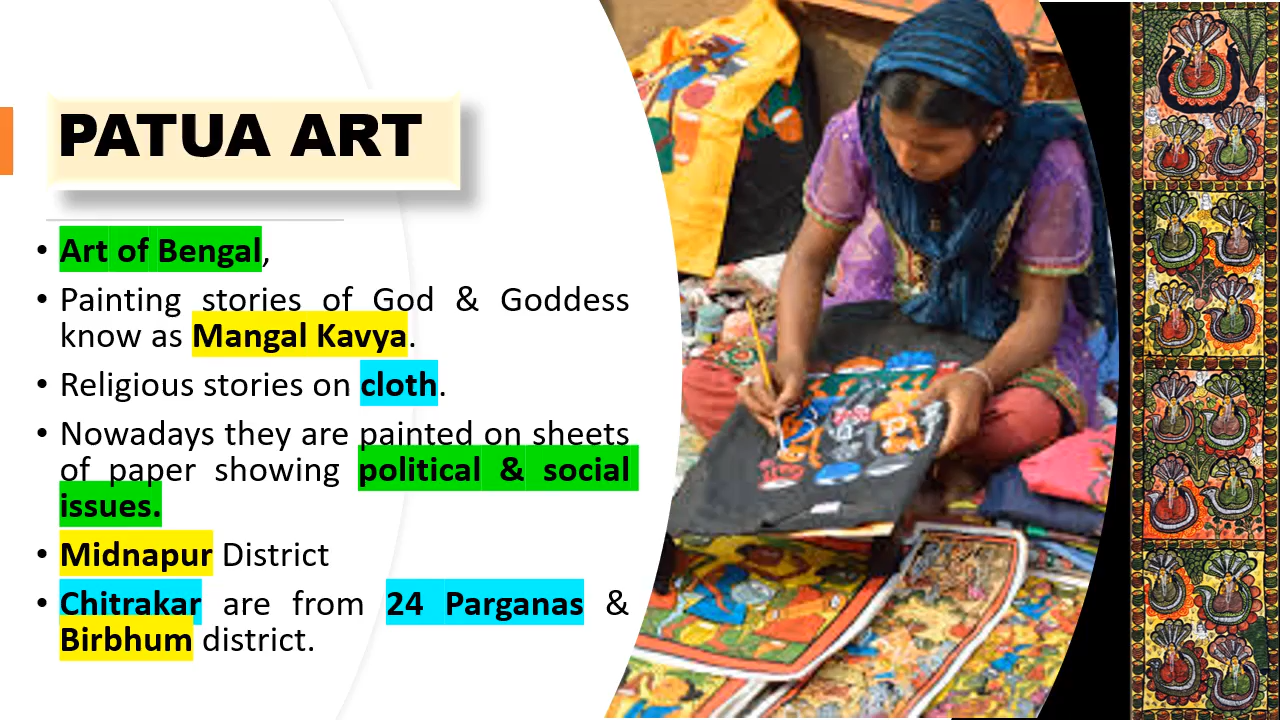 PATUA ART
• Art of Bengal,
• Painting stories of God & Goddess
know as Mangal Kavya.
• Religious stories on cloth.
• Nowadays they are painted on sheets
of paper showing political & social
issues.
• Midnapur District
• Chitrakar are from 24 Parganas &
Birbhum district.